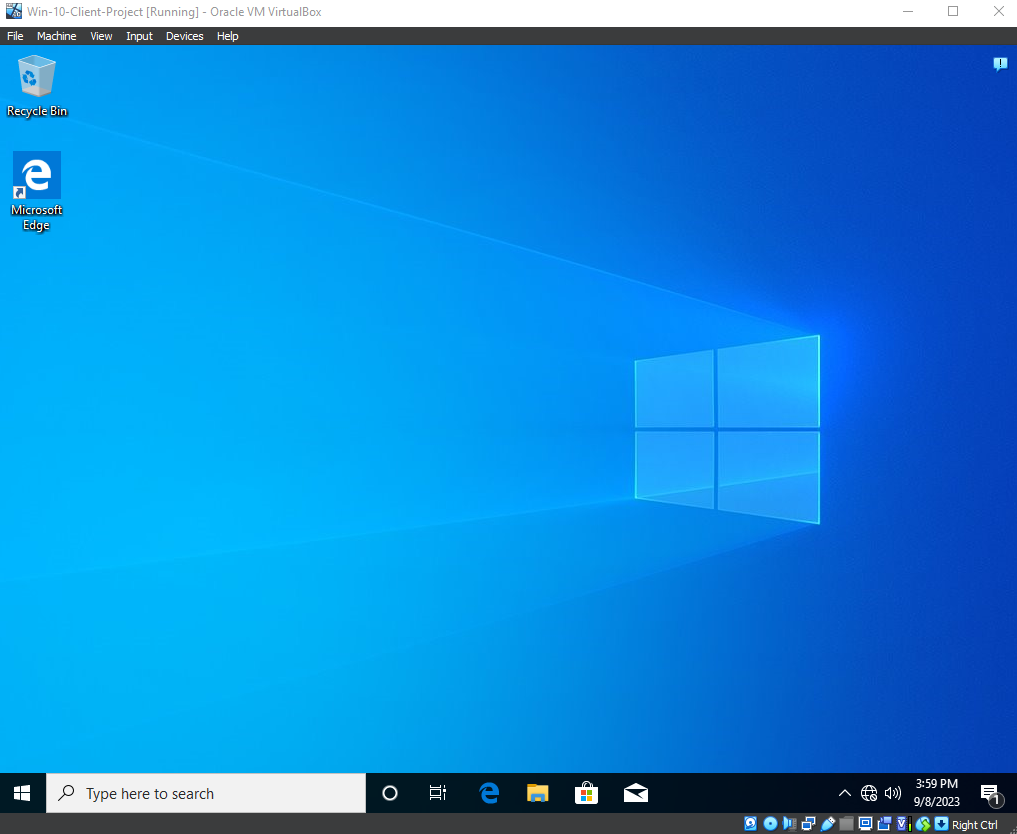 Win-10-Client-Project [Running] - Oracle VM VirtualBox
File Machine View Input Devices Help
Recycle Bin
Microsoft
Edge
Type here to search
3:59 PM
9/8/2023
1
Right Ctrl